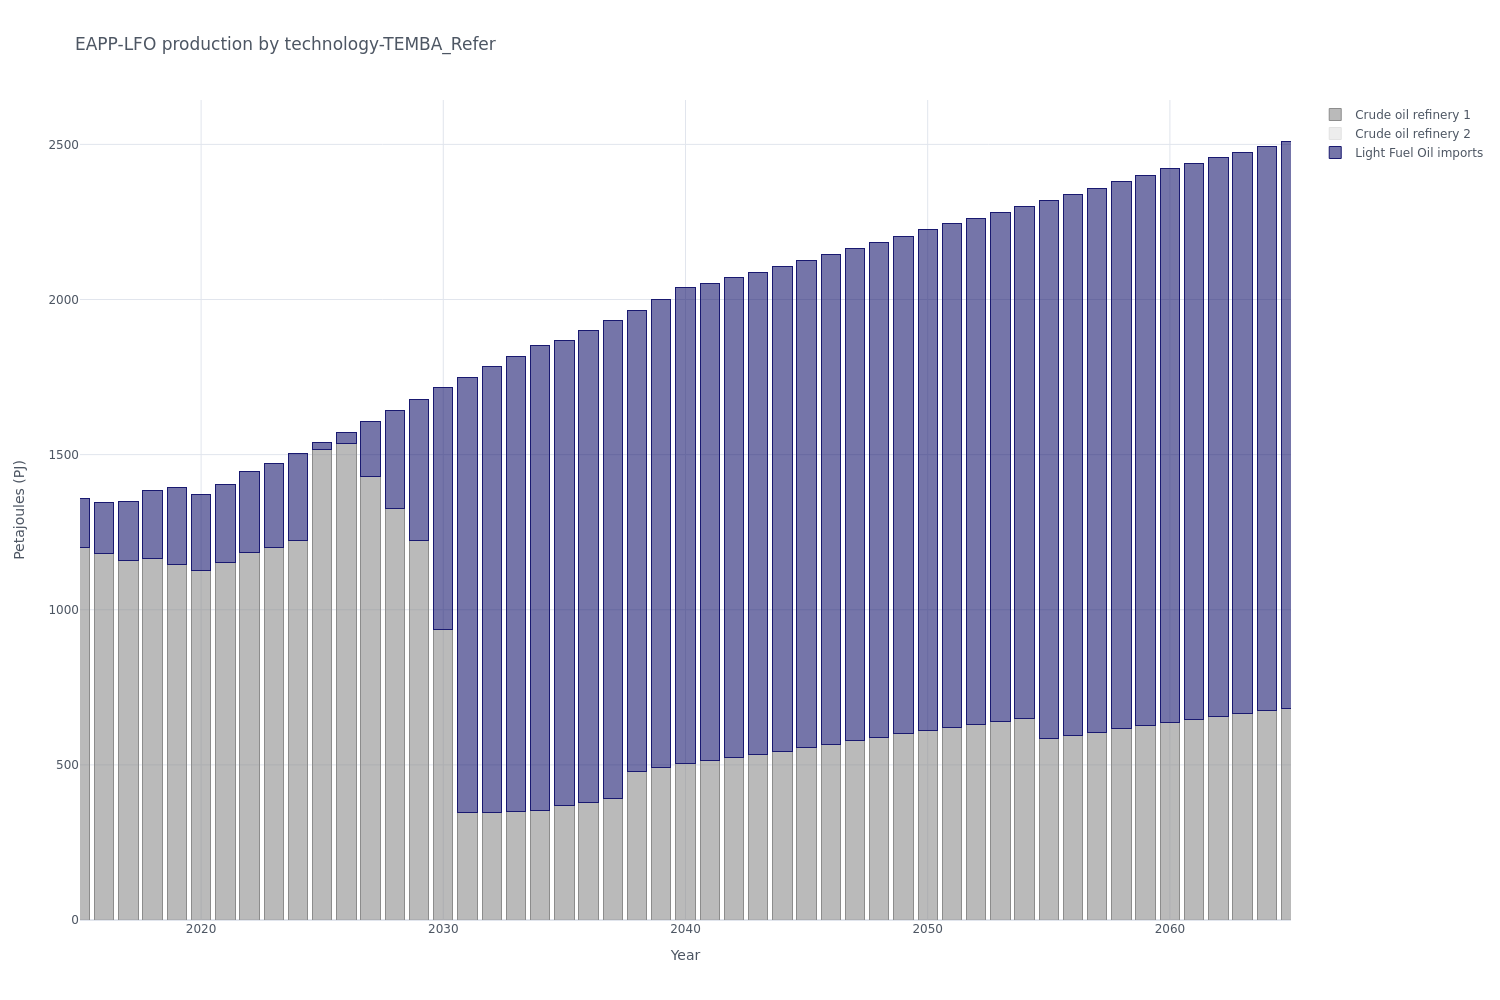 EAPP-LFO production by technology-TEMBA_Refer
Crude oil refinery 1
Crude oil refinery 2
Light Fuel Oil imports
2500
2000
1500
1000
500
0
Petajoules (PJ)
2020
2030
2040
2050
2060
Year